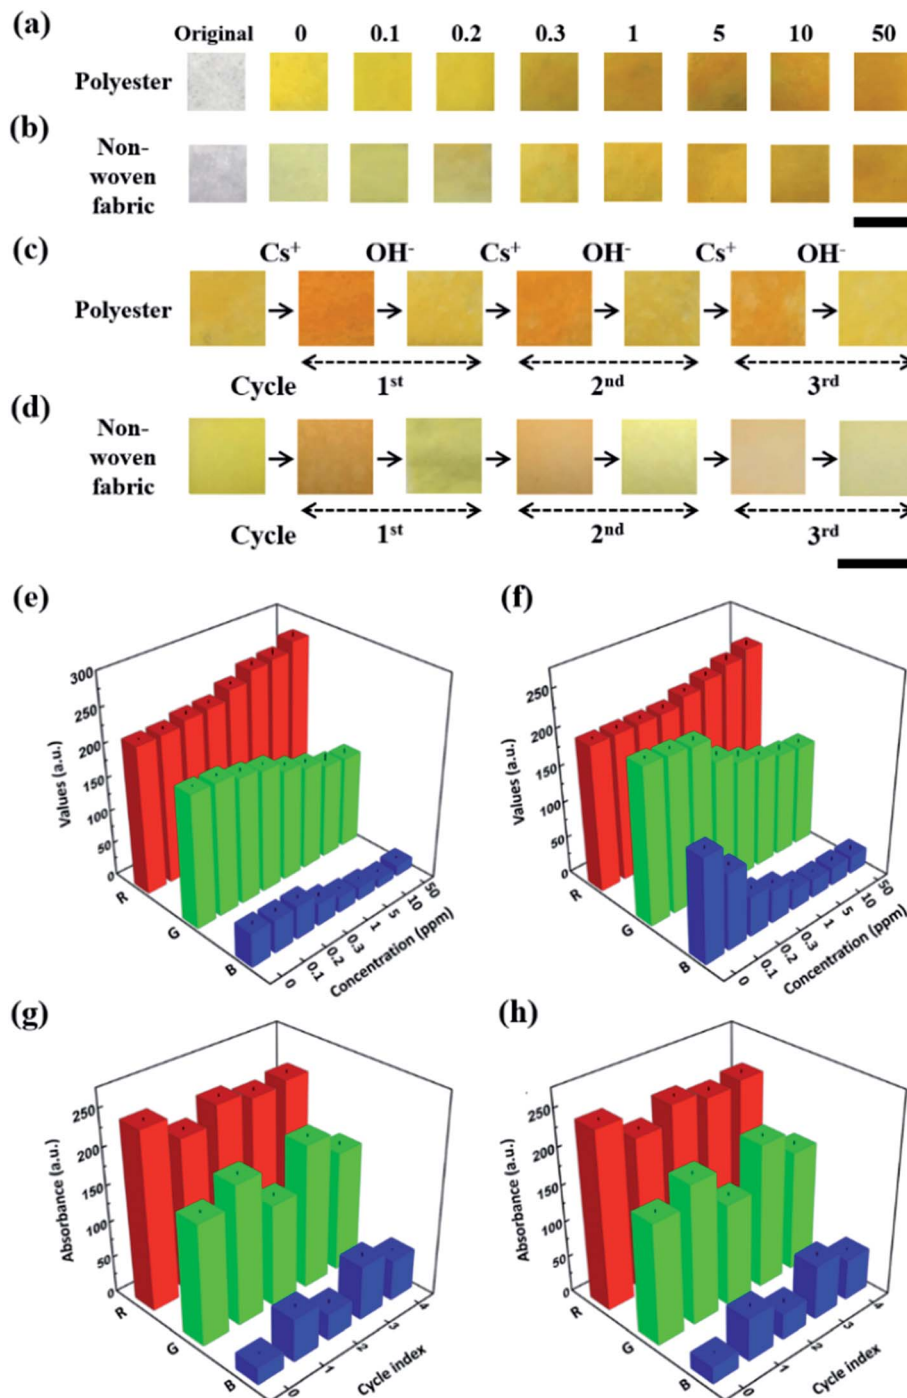 (a)
Original 0 0.1 0.2 0.3 1 5 10 50
Polyester
(b)
Non-
woven
fabric
(c)
Cs⁺ OH⁻ Cs⁺ OH⁻ Cs⁺ OH⁻
Polyester
Cycle 1st 2nd 3rd
(d)
Non-
woven
fabric
Cycle 1st 2nd 3rd
(e)
300
250
200
150
100
50
0
Values (a.u.)
R
G
B
0
0.1
0.2
0.3
1
5
10
50
Concentration (ppm)
(f)
250
200
150
100
50
0
Values (a.u.)
R
G
B
0
0.1
0.2
0.3
1
5
10
50
Concentration (ppm)
(g)
250
200
150
100
50
0
Absorbance (a.u.)
R
G
B
0
1
2
3
4
Cycle index
(h)
250
200
150
100
50
0
Absorbance (a.u.)
R
G
B
0
1
2
3
4
Cycle index